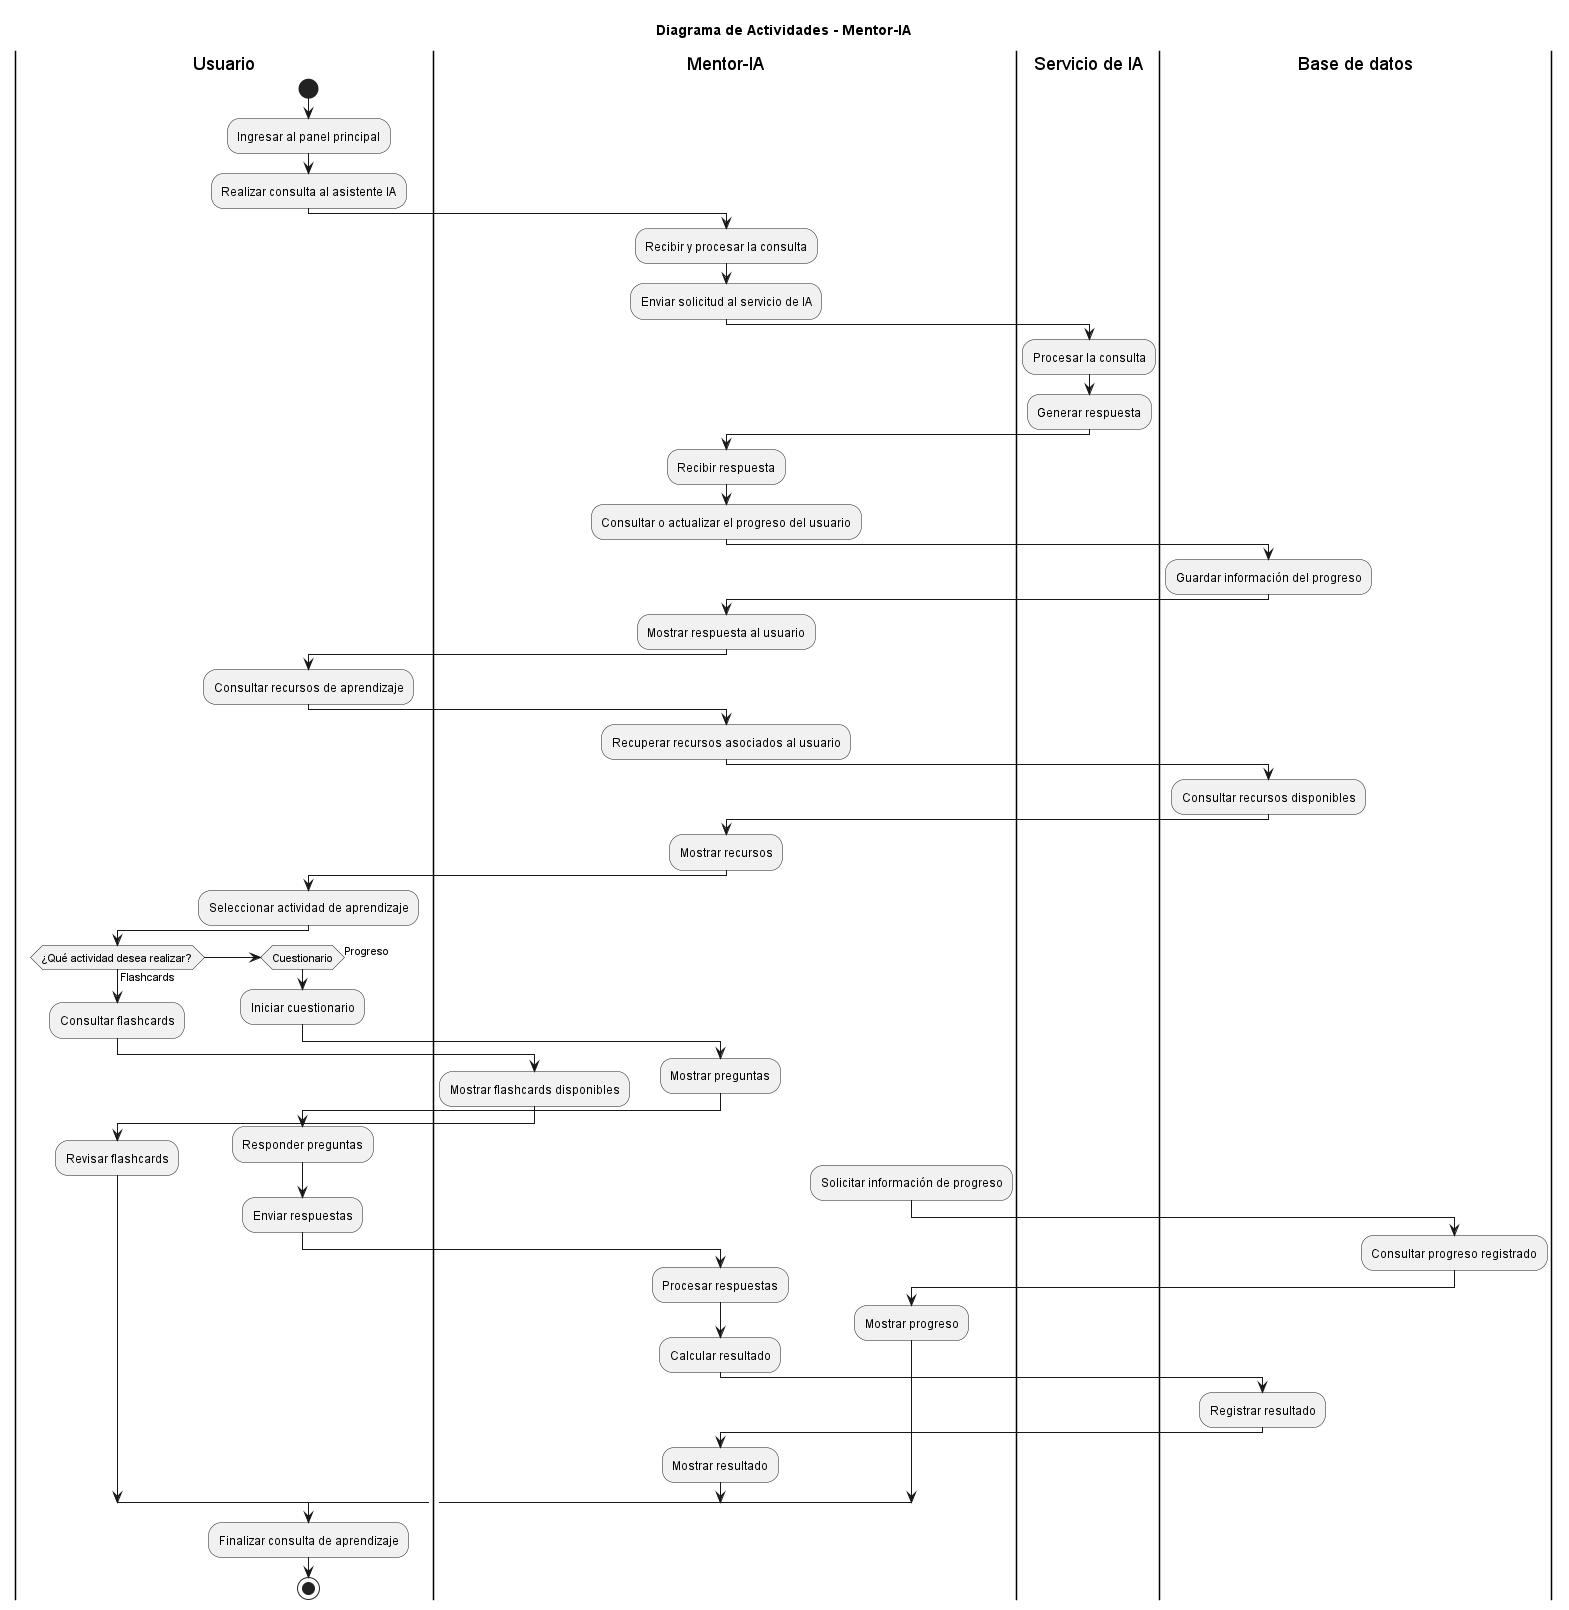 Diagrama de Actividades - Mentor-IA
Usuario
Mentor-IA
Servicio de IA
Base de datos
Ingresar al panel principal
Realizar consulta al asistente IA
Recibir y procesar la consulta
Enviar solicitud al servicio de IA
Procesar la consulta
Generar respuesta
Recibir respuesta
Consultar o actualizar el progreso del usuario
Guardar información del progreso
Mostrar respuesta al usuario
Consultar recursos de aprendizaje
Recuperar recursos asociados al usuario
Consultar recursos disponibles
Mostrar recursos
Seleccionar actividad de aprendizaje
¿Qué actividad desea realizar?
Cuestionario
Progreso
Flashcards
Iniciar cuestionario
Consultar flashcards
Mostrar preguntas
Mostrar flashcards disponibles
Responder preguntas
Revisar flashcards
Solicitar información de progreso
Enviar respuestas
Consultar progreso registrado
Procesar respuestas
Mostrar progreso
Calcular resultado
Registrar resultado
Mostrar resultado
Finalizar consulta de aprendizaje